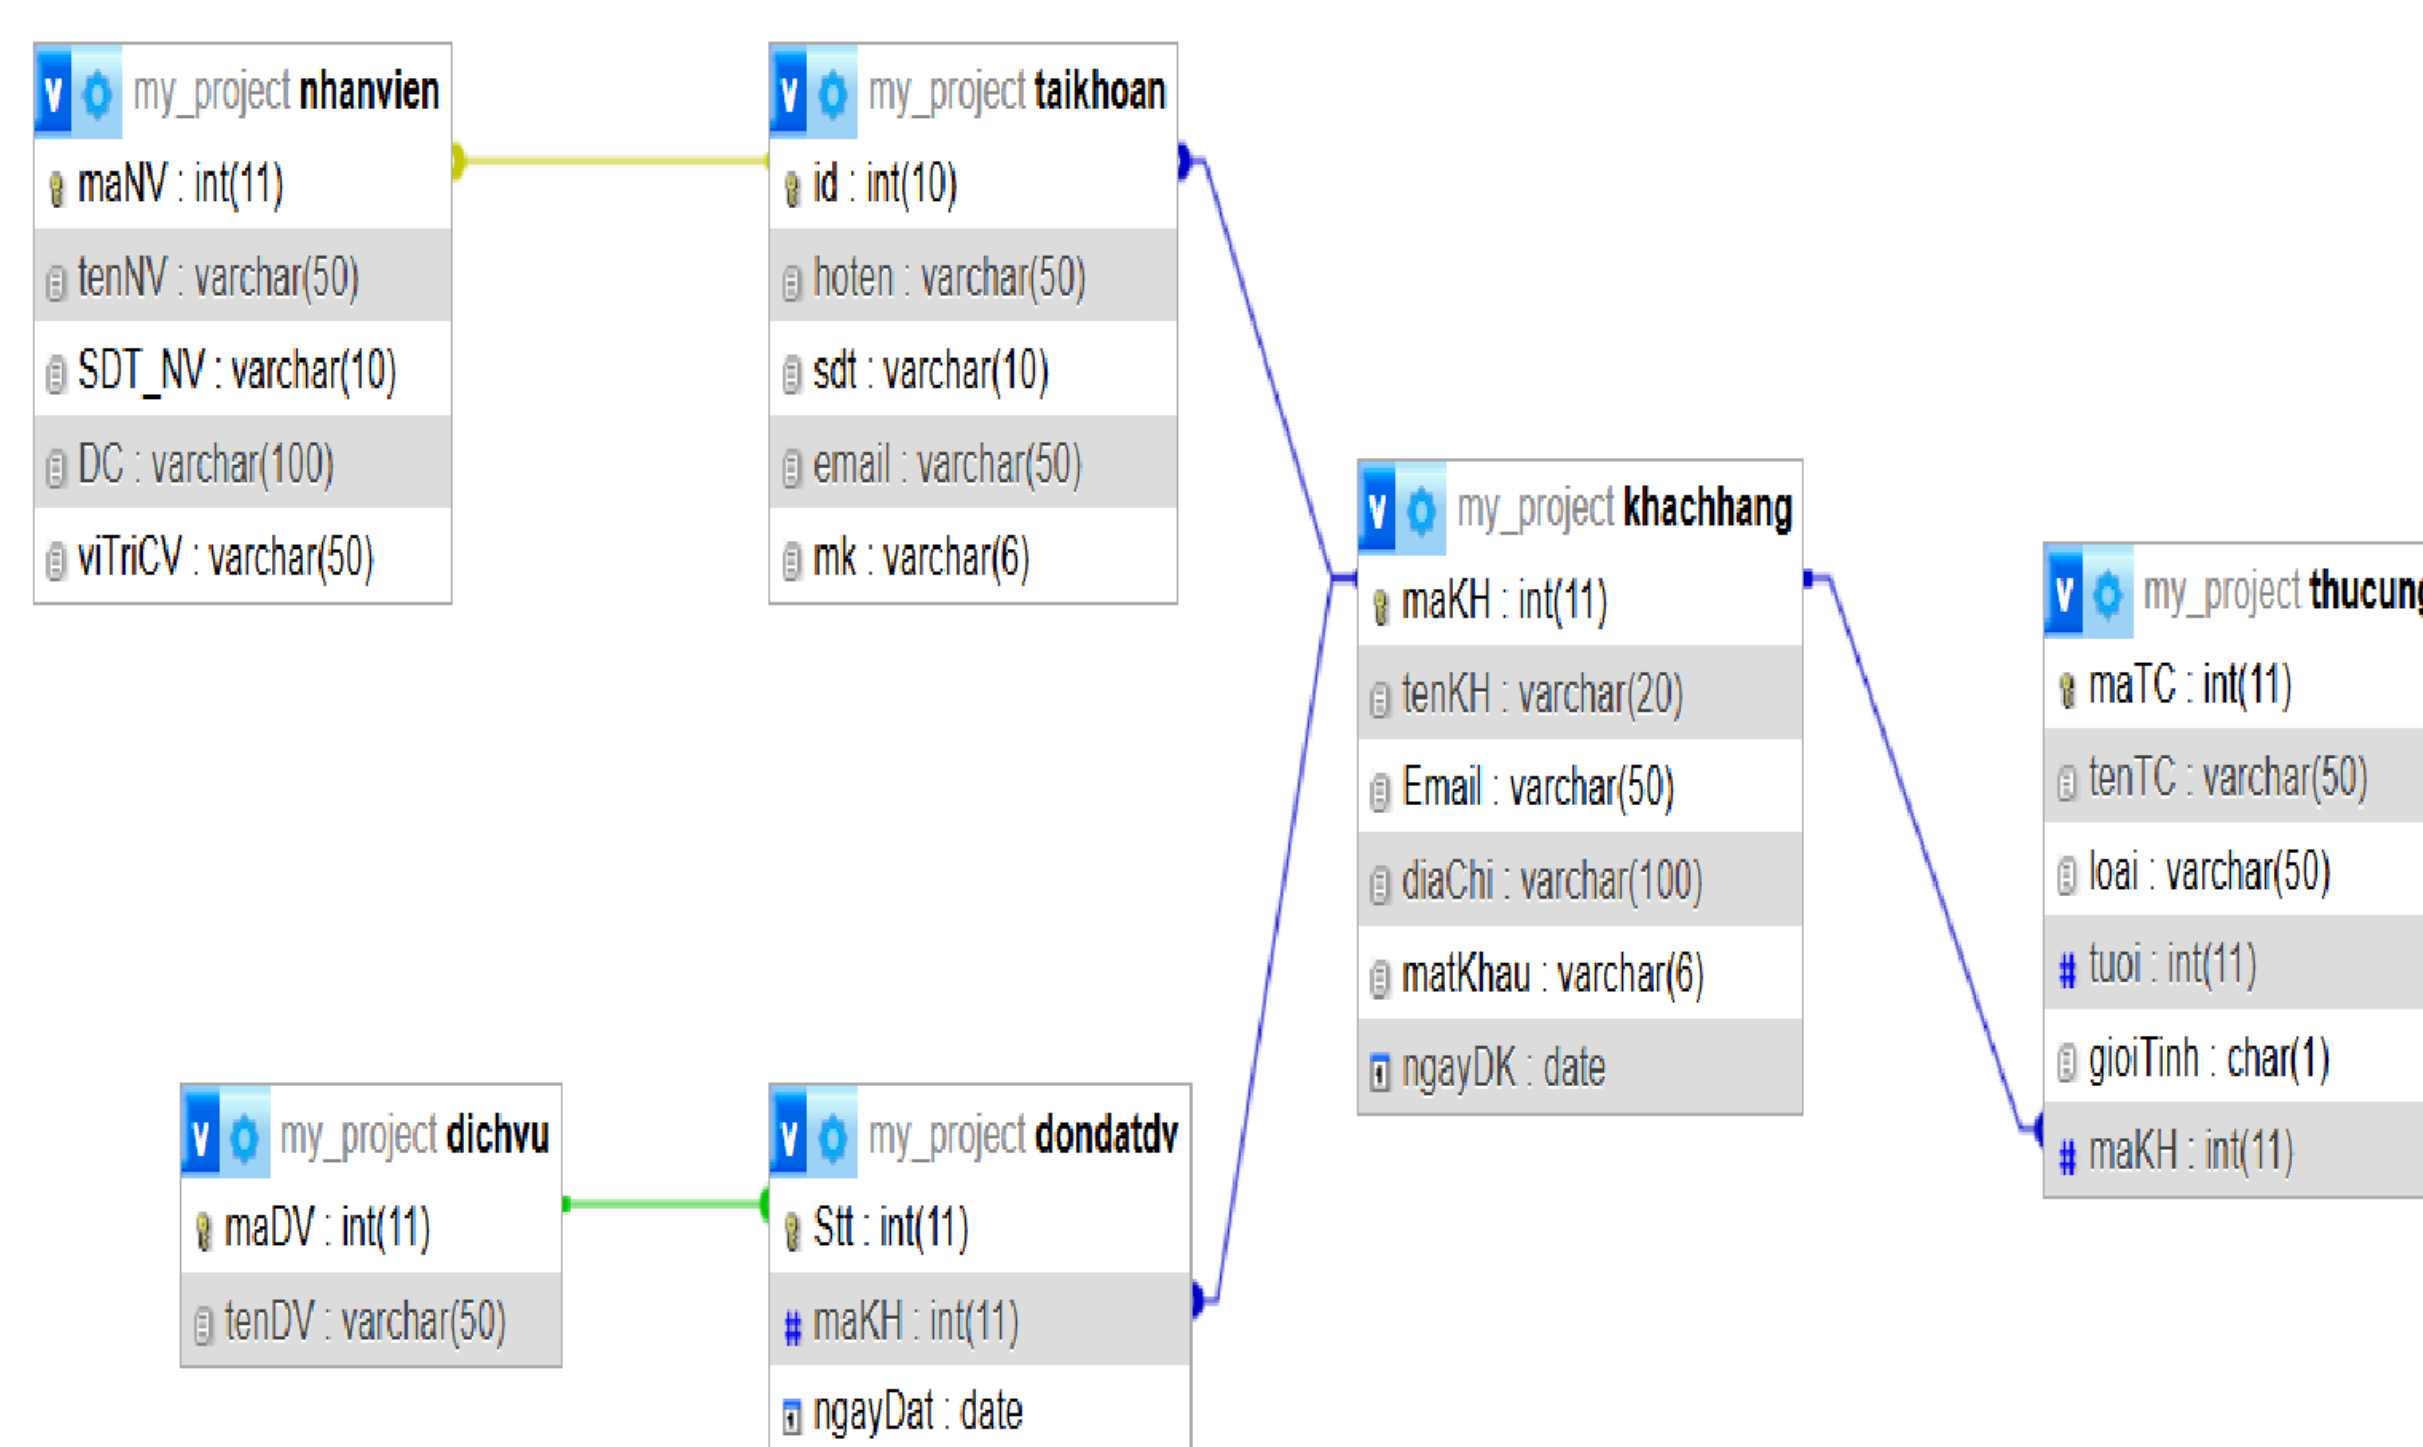 my_project nhanvien
maNV : int(11)
tenNV : varchar(50)
SDT_NV : varchar(10)
DC : varchar(100)
viTriCV : varchar(50)
my_project taikhoan
id : int(10)
hoten : varchar(50)
sdt : varchar(10)
email : varchar(50)
mk : varchar(6)
my_project khachhang
maKH : int(11)
tenKH : varchar(20)
Email : varchar(50)
diaChi : varchar(100)
matKhau : varchar(6)
ngayDK : date
my_project thucung
maTC : int(11)
tenTC : varchar(50)
loai : varchar(50)
# tuoi : int(11)
gioiTinh : char(1)
# maKH : int(11)
my_project dichvu
maDV : int(11)
tenDV : varchar(50)
my_project dondatdv
Stt : int(11)
# maKH : int(11)
ngayDat : date